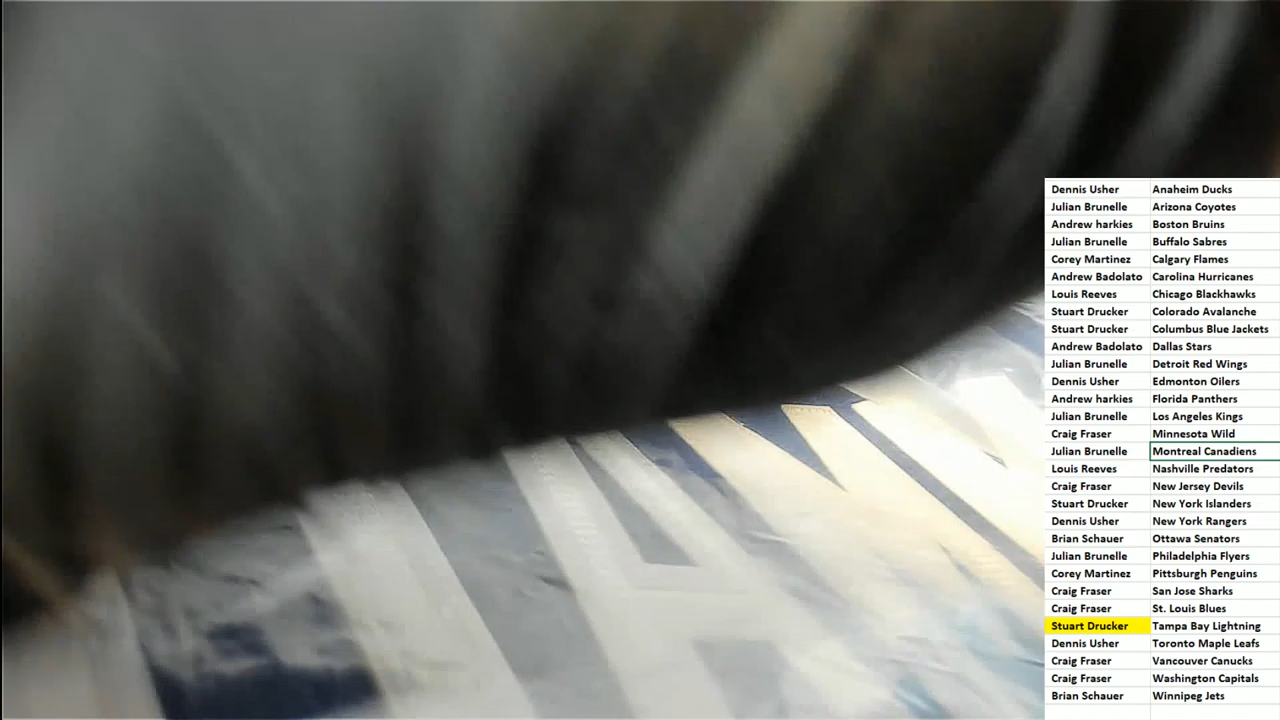 Dennis Usher Anaheim Ducks
Julian Brunelle Arizona Coyotes
Andrew harkies Boston Bruins
Julian Brunelle Buffalo Sabres
Corey Martinez Calgary Flames
Andrew Badolato Carolina Hurricanes
Louis Reeves Chicago Blackhawks
Stuart Drucker Colorado Avalanche
Stuart Drucker Columbus Blue Jackets
Andrew Badolato Dallas Stars
Julian Brunelle Detroit Red Wings
Dennis Usher Edmonton Oilers
Andrew harkies Florida Panthers
Julian Brunelle Los Angeles Kings
Craig Fraser Minnesota Wild
Julian Brunelle Montreal Canadiens
Louis Reeves Nashville Predators
Craig Fraser New Jersey Devils
Stuart Drucker New York Islanders
Dennis Usher New York Rangers
Brian Schauer Ottawa Senators
Julian Brunelle Philadelphia Flyers
Corey Martinez Pittsburgh Penguins
Craig Fraser San Jose Sharks
Craig Fraser St. Louis Blues
Stuart Drucker Tampa Bay Lightning
Dennis Usher Toronto Maple Leafs
Craig Fraser Vancouver Canucks
Craig Fraser Washington Capitals
Brian Schauer Winnipeg Jets